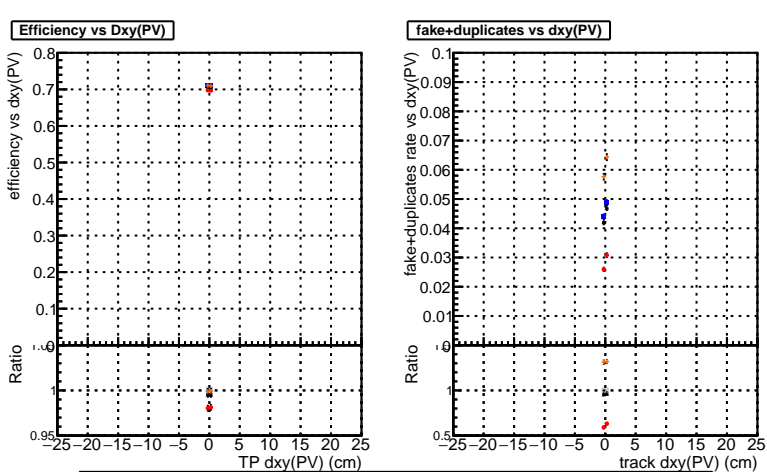 Efficiency vs Dxy(PV)
efficiency vs dxy(PV)
0.8
0.7
0.6
0.5
0.4
0.3
0.2
0.1
0
Ratio
1
0.95
−25 −20 −15 −10 −5 0 5 10 15 20 25
TP dxy(PV) (cm)
fake+duplicates vs dxy(PV)
fake+duplicates rate vs dxy(PV)
0.1
0.09
0.08
0.07
0.06
0.05
0.04
0.03
0.02
0.01
0
Ratio
1
0.5
−25 −20 −15 −10 −5 0 5 10 15 20 25
track dxy(PV) (cm)